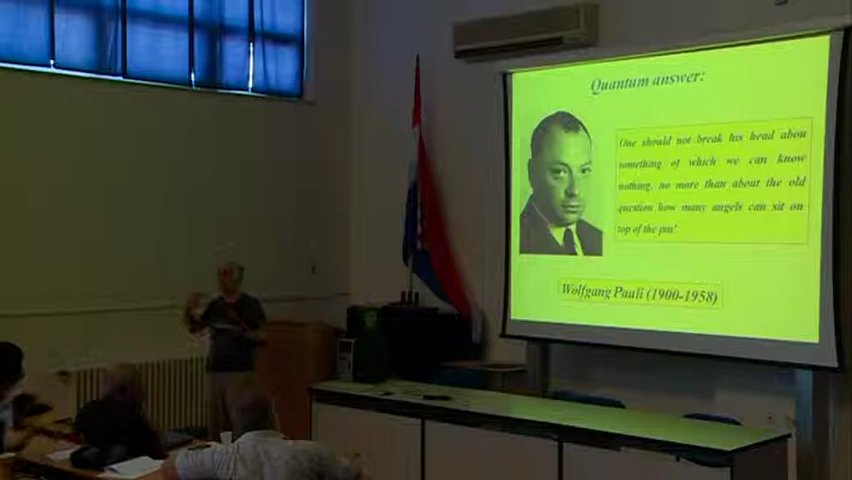 Quantum answer:
One should not break his head abou
something of which we can know
nothing, no more than about the old
question how many angels can sit on
top of the pin!
Wolfgang Pauli (1900-1958)